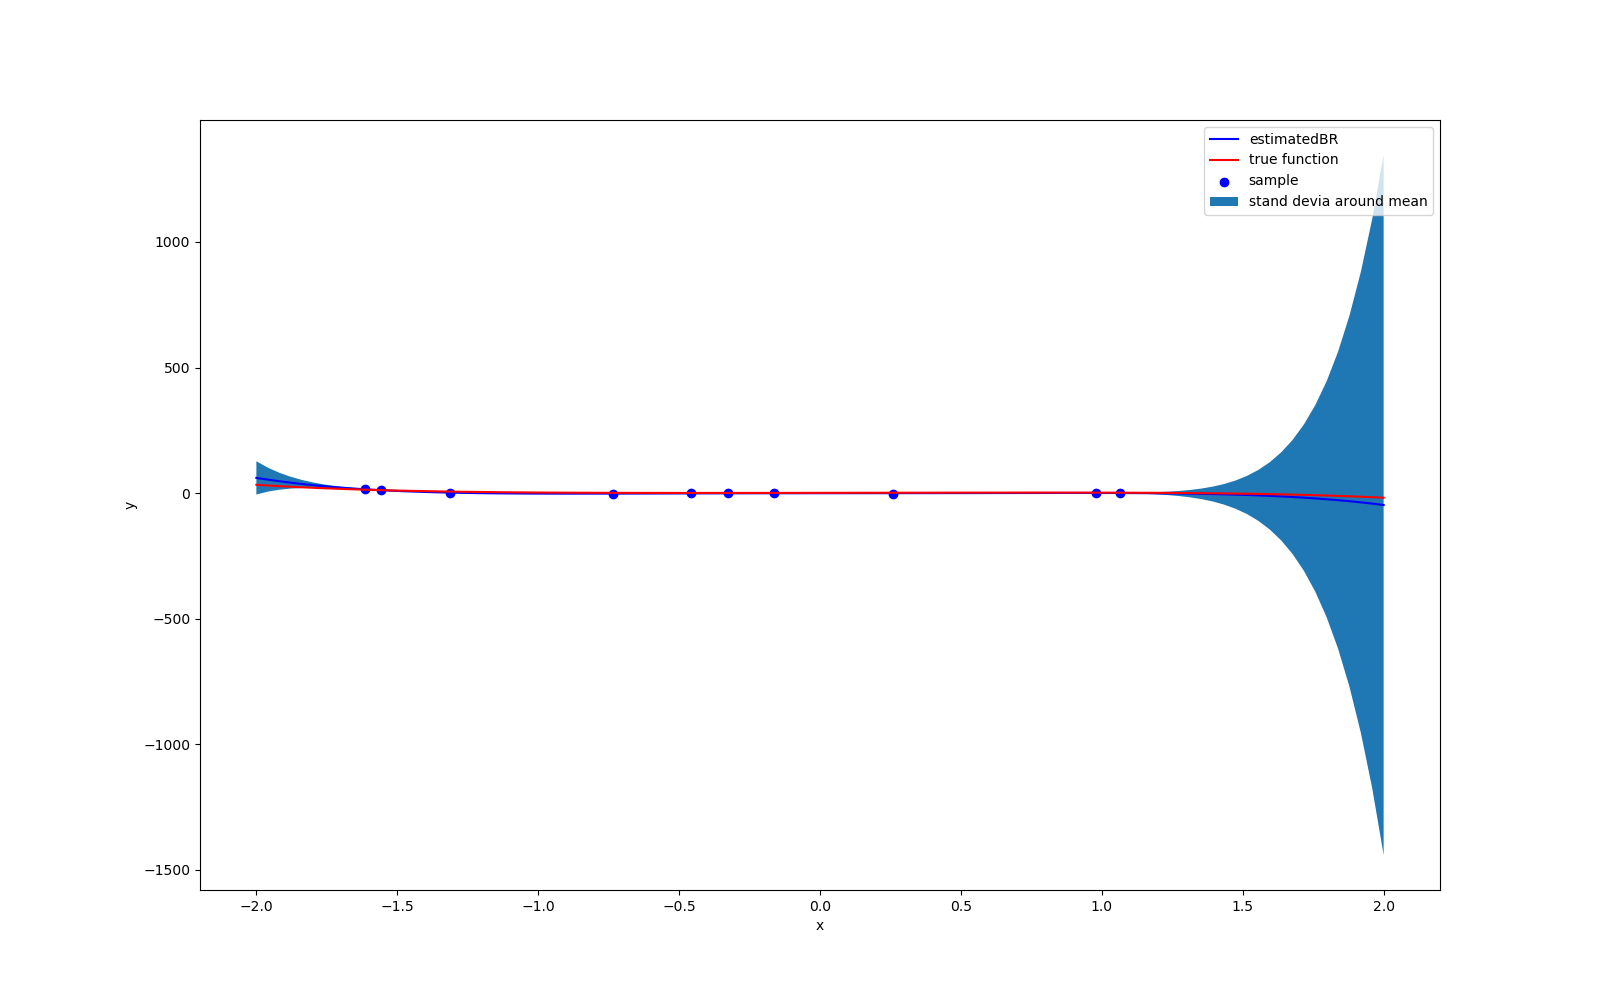 estimatedBR
true function
sample
stand devia around mean
1000
500
0
−500
−1000
−1500
y
−2.0 −1.5 −1.0 −0.5 0.0 0.5 1.0 1.5 2.0
x